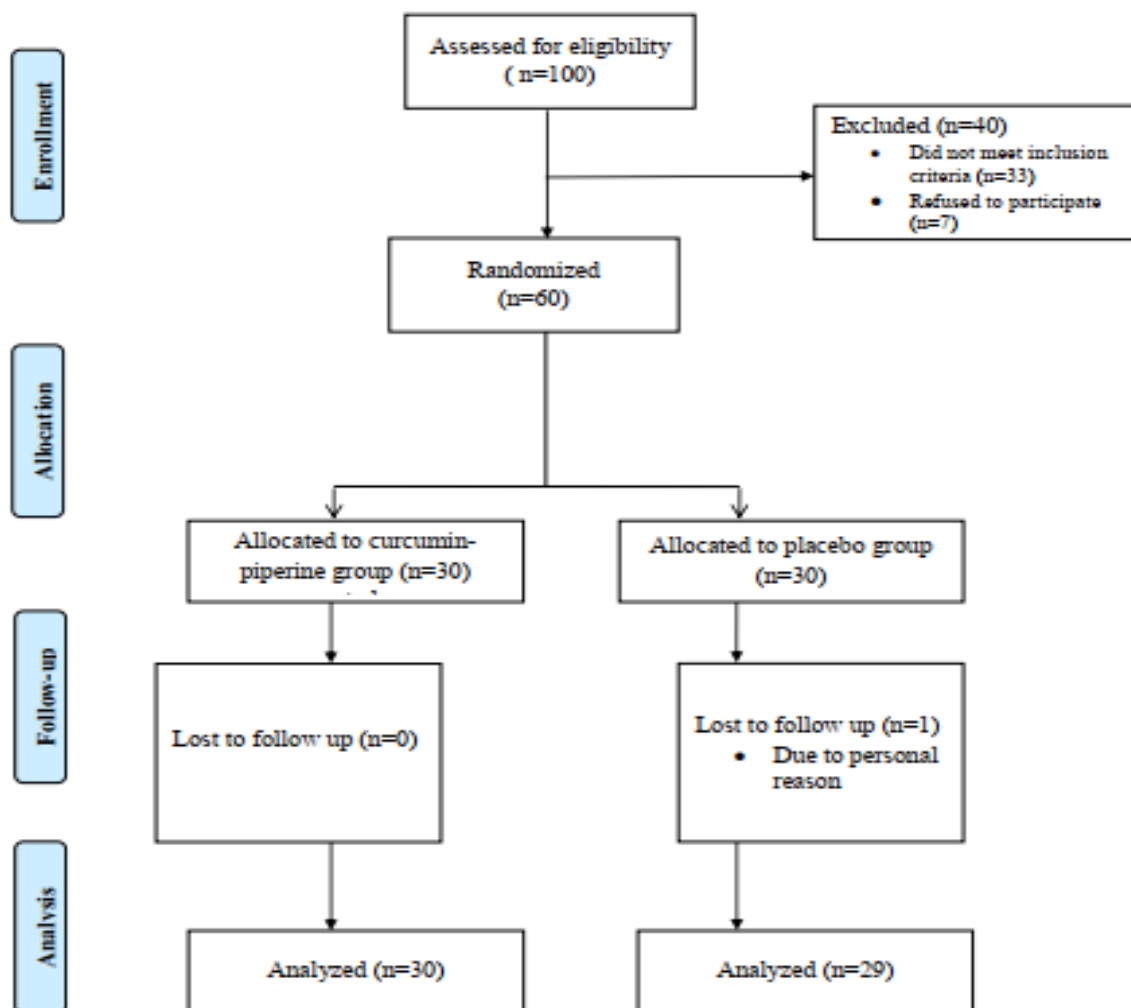 Enrollment
Assessed for eligibility
( n=100)
Excluded (n=40)
• Did not meet inclusion
criteria (n=33)
• Refused to participate
(n=7)
Randomized
(n=60)
Allocation
Allocated to curcumin-
piperine group (n=30)
Allocated to placebo group
(n=30)
Follow-up
Lost to follow up (n=0)
Lost to follow up (n=1)
• Due to personal
reason
Analysis
Analyzed (n=30)
Analyzed (n=29)